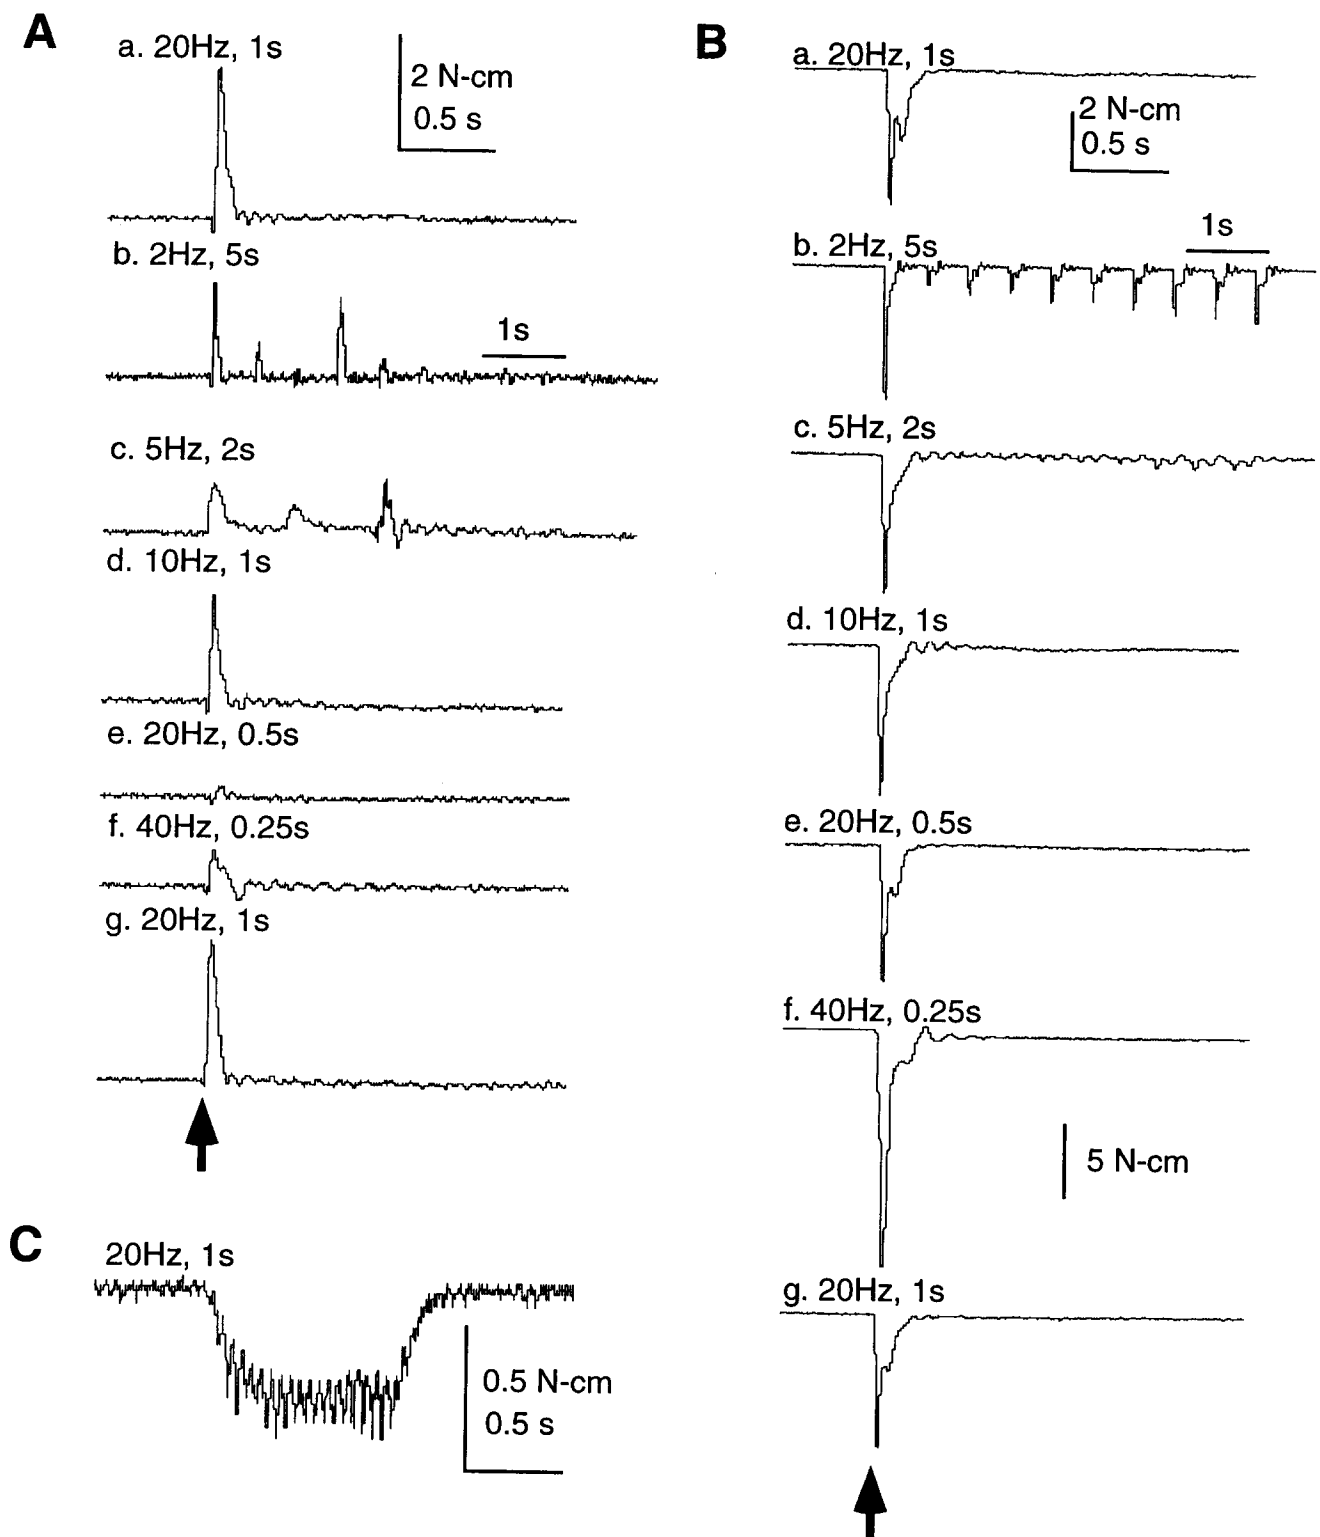 A
a. 20Hz, 1s
2 N-cm
0.5 s
b. 2Hz, 5s
1s
c. 5Hz, 2s
d. 10Hz, 1s
e. 20Hz, 0.5s
f. 40Hz, 0.25s
g. 20Hz, 1s
B
a. 20Hz, 1s
2 N-cm
0.5 s
b. 2Hz, 5s
1s
c. 5Hz, 2s
d. 10Hz, 1s
e. 20Hz, 0.5s
f. 40Hz, 0.25s
5 N-cm
g. 20Hz, 1s
C
20Hz, 1s
0.5 N-cm
0.5 s